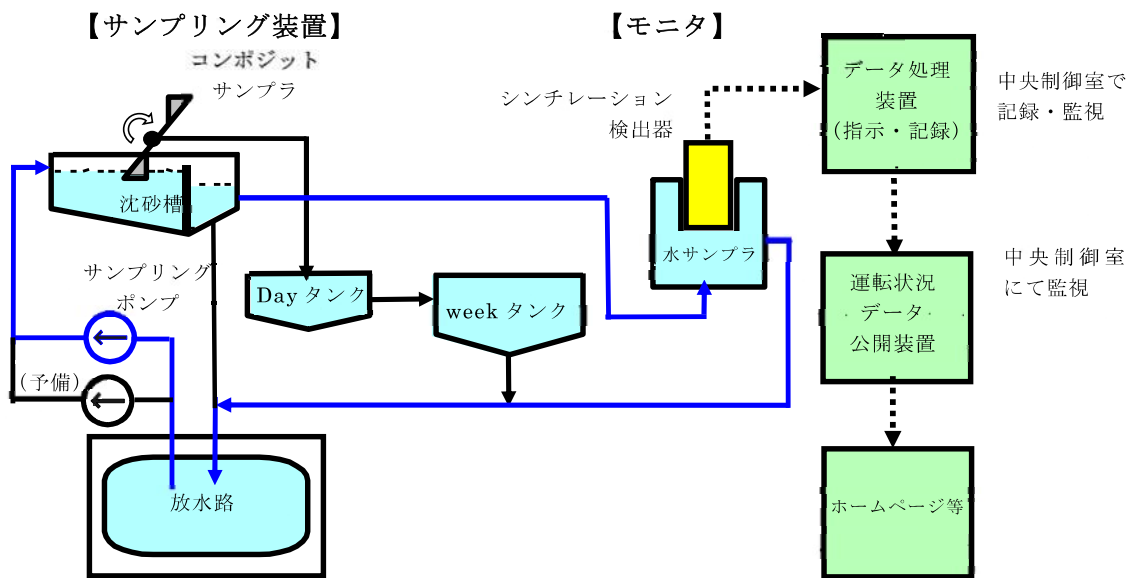 【サンプリング装置】
コンポジット
サンプラ
沈砂槽
サンプリング
ポンプ
(予備)
放水路
Day タンク
week タンク
【モニタ】
シンチレーション
検出器
水サンプラ
データ処理
装置
(指示・記録)
中央制御室で
記録・監視
運転状況
データ
公開装置
中央制御室
にて監視
ホームページ等